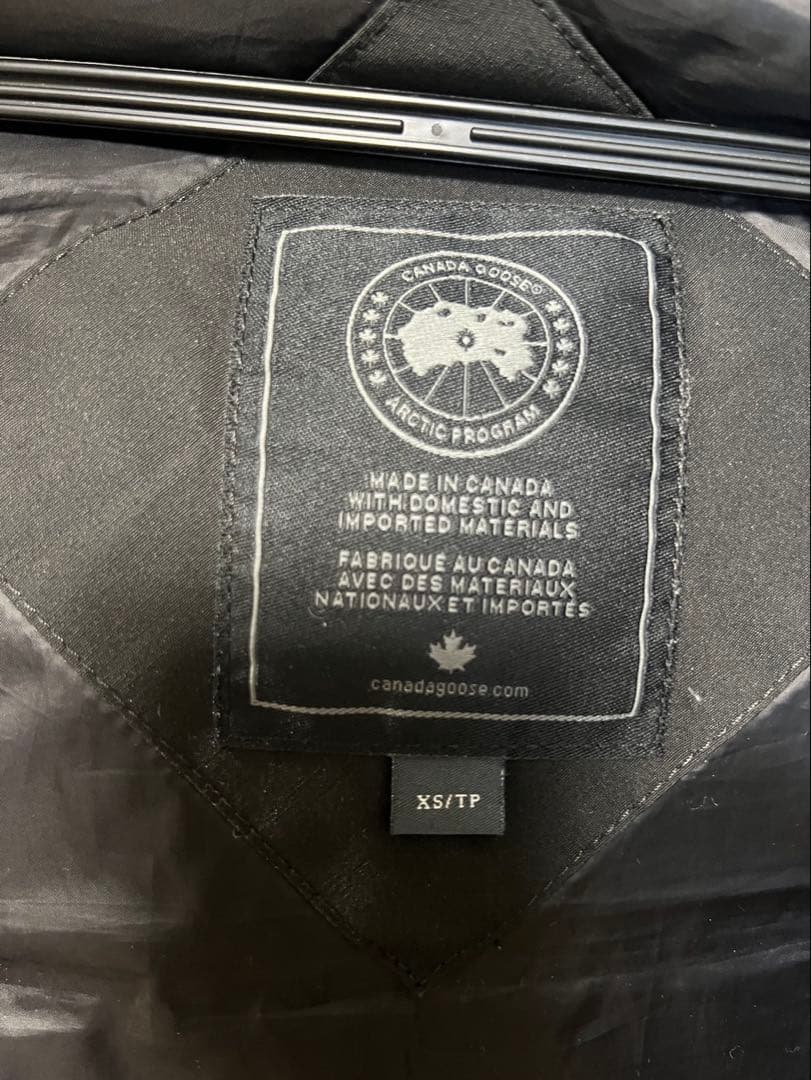 CANADA GOOSE®
ARCTIC PROGRAM
MADE IN CANADA
WITH DOMESTIC AND
IMPORTED MATERIALS
FABRIQUÉ AU CANADA
AVEC DES MATERIAUX
NATIONAUX ET IMPORTÉS
canadagoose.com
XS/TP